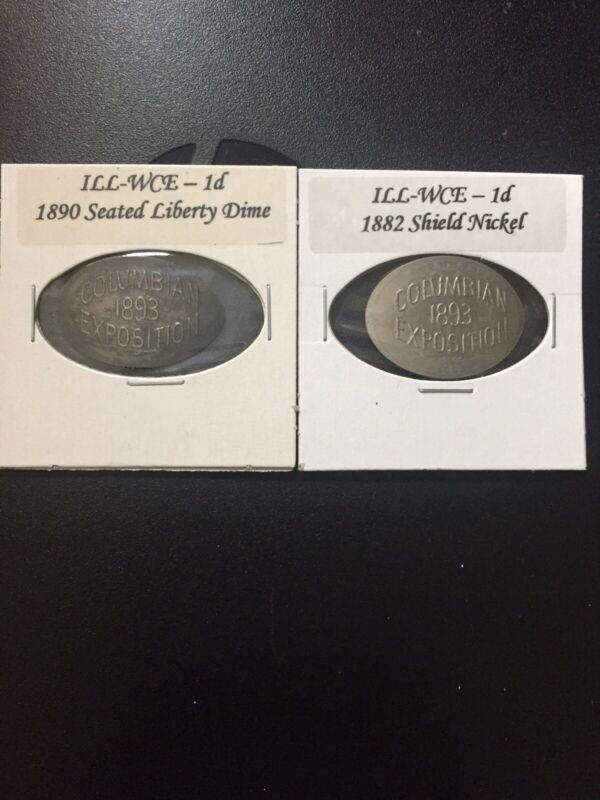 ILL-WCE – 1d
1890 Seated Liberty Dime
COLUMBIAN
1893
EXPOSITION
ILL-WCE – 1d
1882 Shield Nickel
COLUMBIAN
1893
EXPOSITION